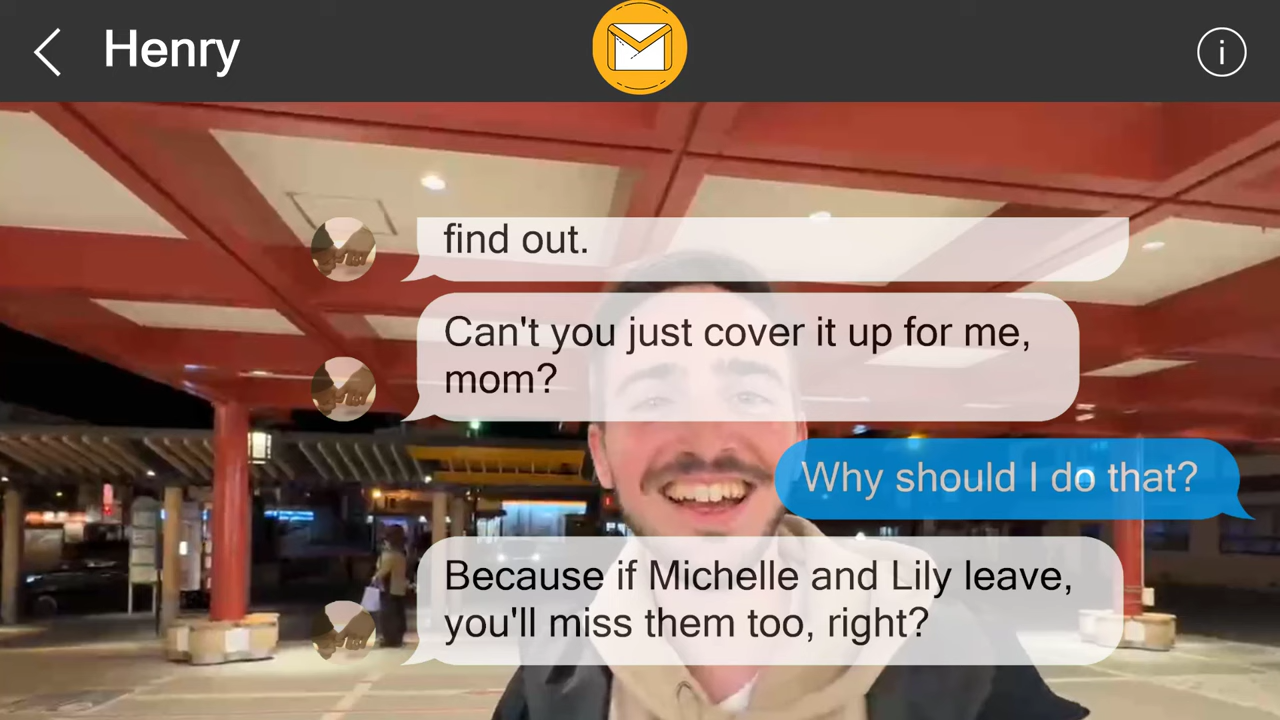 Henry
i
find out.
Can't you just cover it up for me,
mom?
Why should I do that?
Because if Michelle and Lily leave,
you'll miss them too, right?